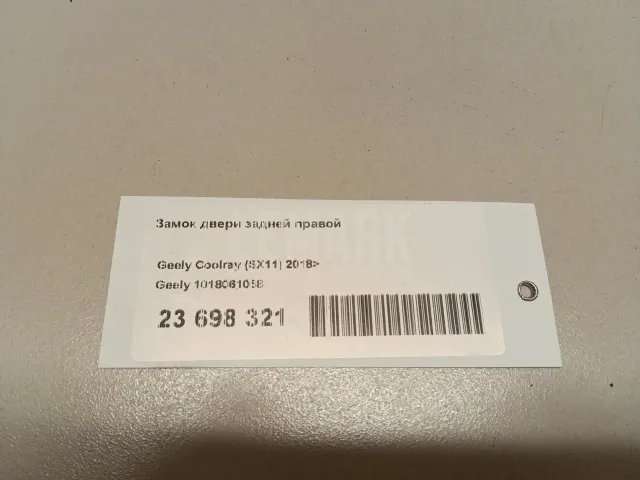 Замок двери задней правой
Geely Coolray (SX11) 2018>
Geely 1018061058
23 698 321